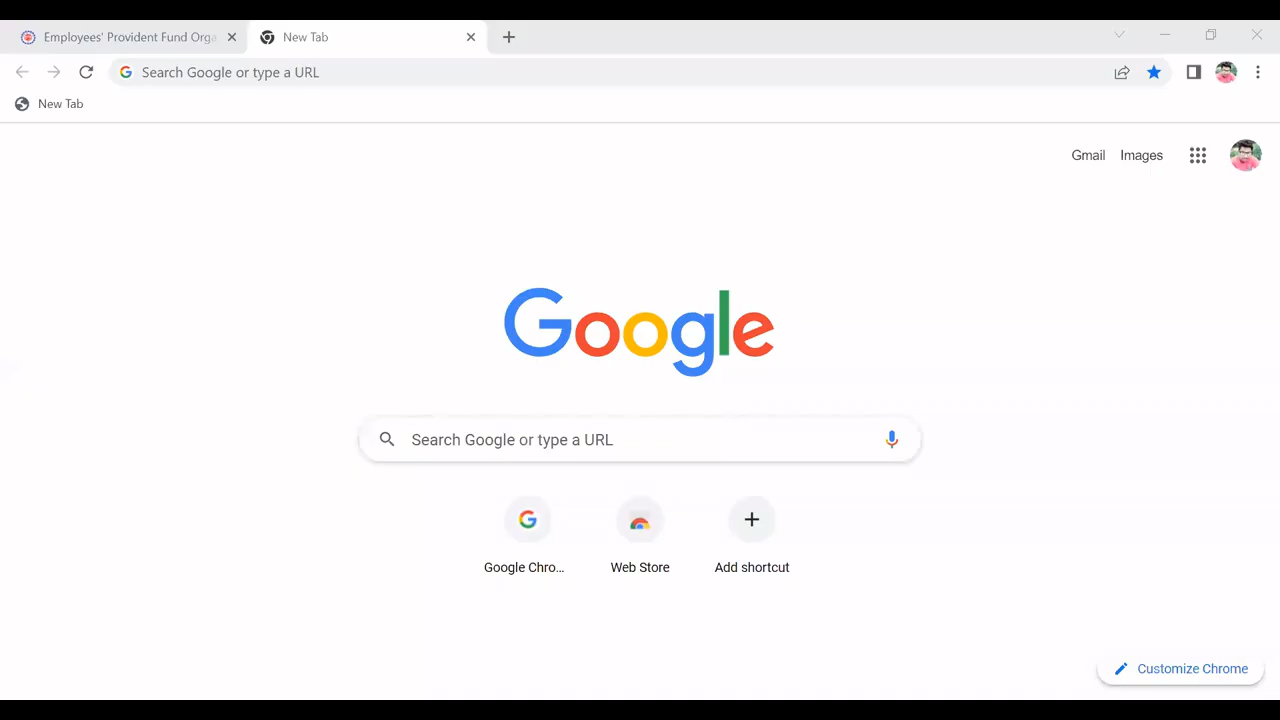 Employees' Provident Fund Orga
New Tab
Search Google or type a URL
New Tab
Gmail Images
Google
Search Google or type a URL
Google Chro... Web Store Add shortcut
Customize Chrome